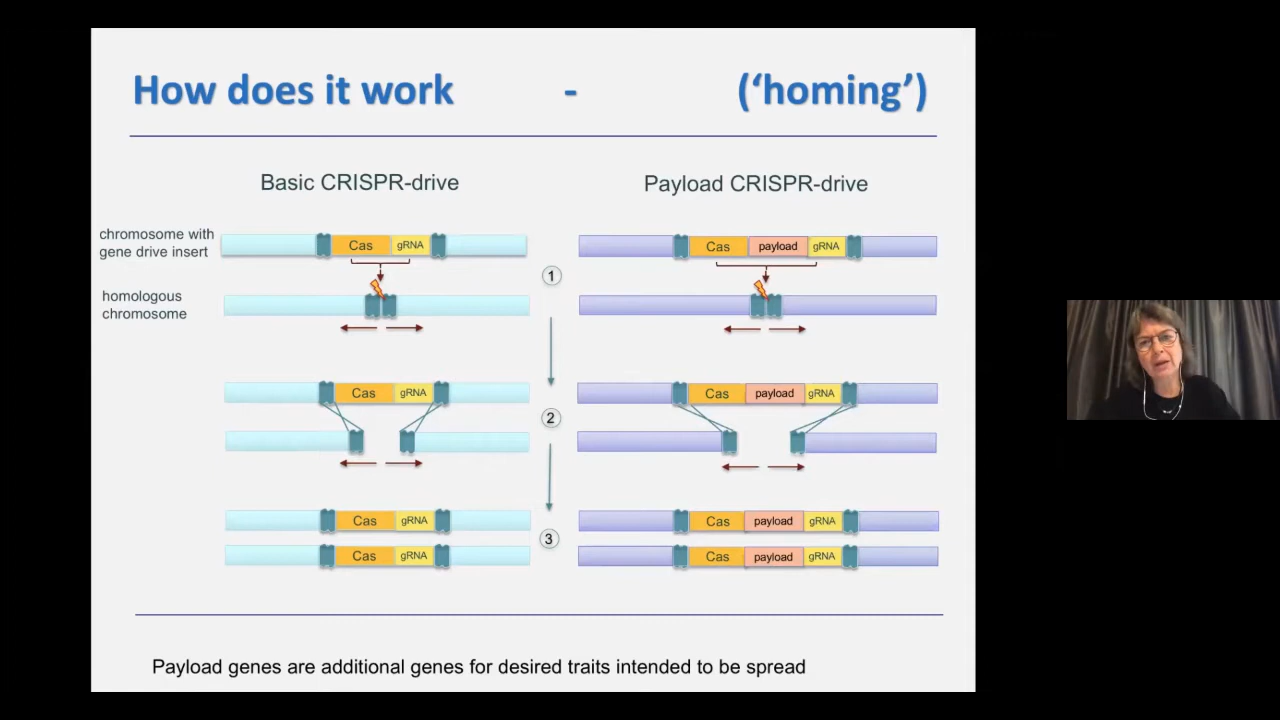 How does it work - (‘homing’)
Basic CRISPR-drive
Payload CRISPR-drive
chromosome with
gene drive insert
Cas gRNA
Cas payload gRNA
1
homologous
chromosome
Cas gRNA
Cas payload gRNA
2
Cas gRNA
Cas payload gRNA
3
Cas gRNA
Cas payload gRNA
Payload genes are additional genes for desired traits intended to be spread